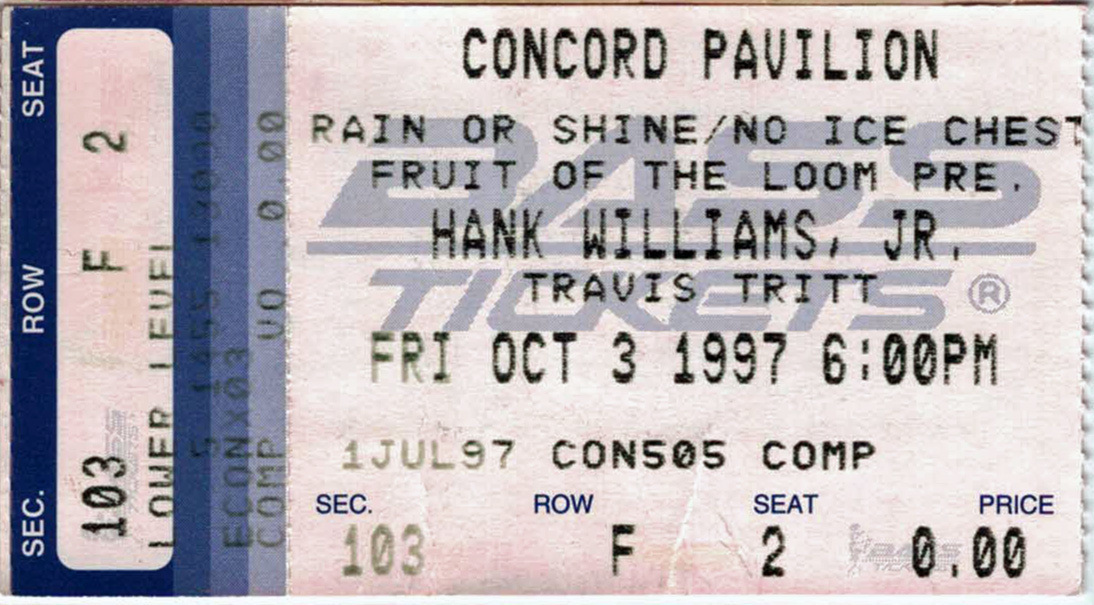 SEC. ROW SEAT
103 F 2
LOWER LEVEL
ECONX03
COMP VO 0.00
CONCORD PAVILION
RAIN OR SHINE/NO ICE CHEST
FRUIT OF THE LOOM PRE.
HANK WILLIAMS, JR.
TRAVIS TRITT
BASS
TICKETS®
FRI OCT 3 1997 6:00PM
1JUL97 CON505 COMP
SEC. ROW SEAT PRICE
103 F 2 0.00